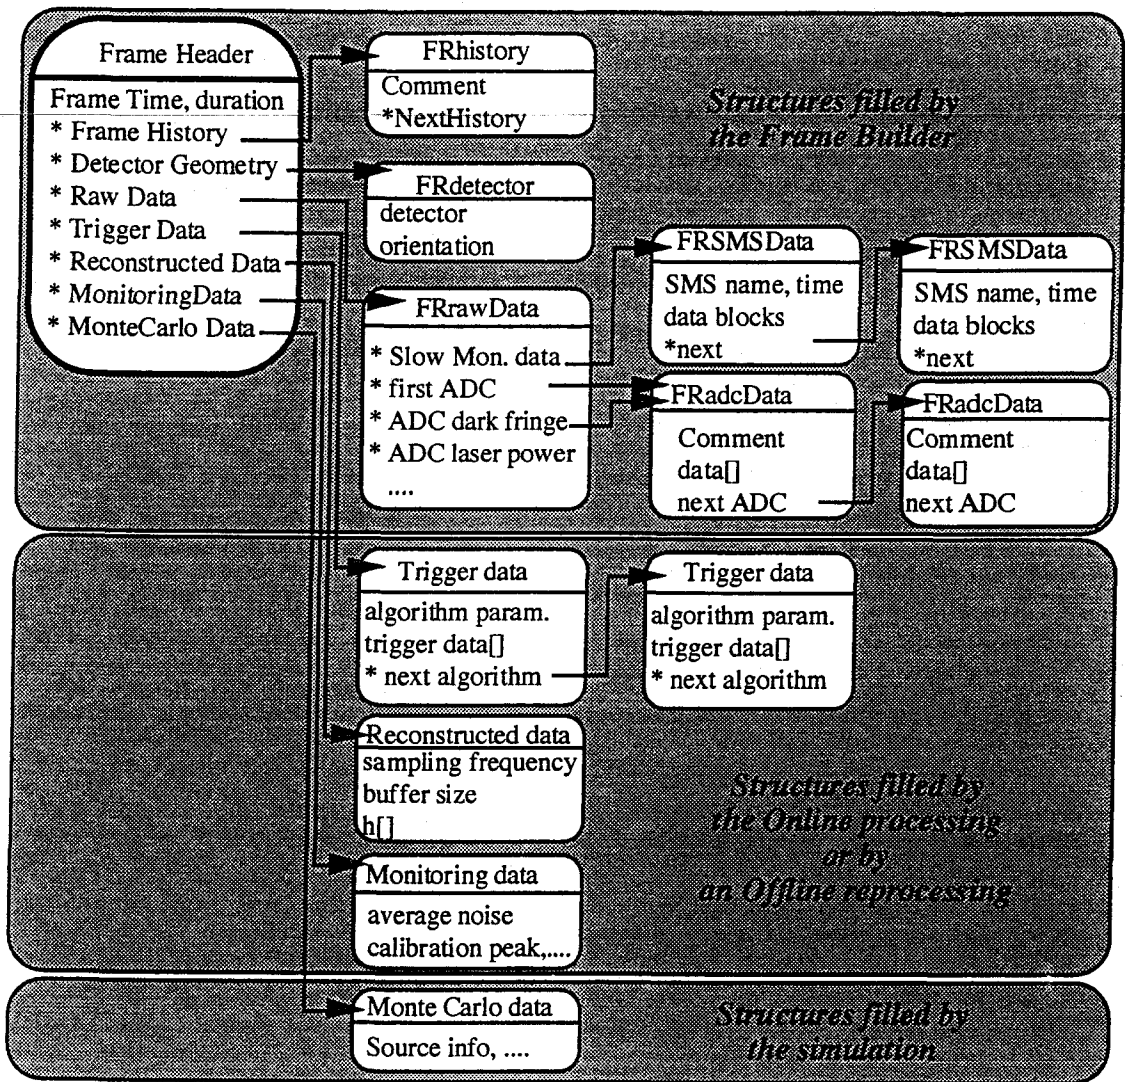 Frame Header
Frame Time, duration
* Frame History
* Detector Geometry
* Raw Data
* Trigger Data
* Reconstructed Data
* MonitoringData
* MonteCarlo Data
FRhistory
Comment
*NextHistory
Structures filled by
the Frame Builder
FRdetector
detector
orientation
FRrawData
* Slow Mon. data
* first ADC
* ADC dark fringe
* ADC laser power
....
FRSMSData
SMS name, time
data blocks
*next
FRSMSData
SMS name, time
data blocks
*next
FRadcData
Comment
data[]
next ADC
FRadcData
Comment
data[]
next ADC
Trigger data
algorithm param.
trigger data[]
* next algorithm
Trigger data
algorithm param.
trigger data[]
* next algorithm
Reconstructed data
sampling frequency
buffer size
h[]
Structures filled by
the Online processing
or by
an Offline reprocessing
Monitoring data
average noise
calibration peak,....
Monte Carlo data
Source info, ....
Structures filled by
the simulation